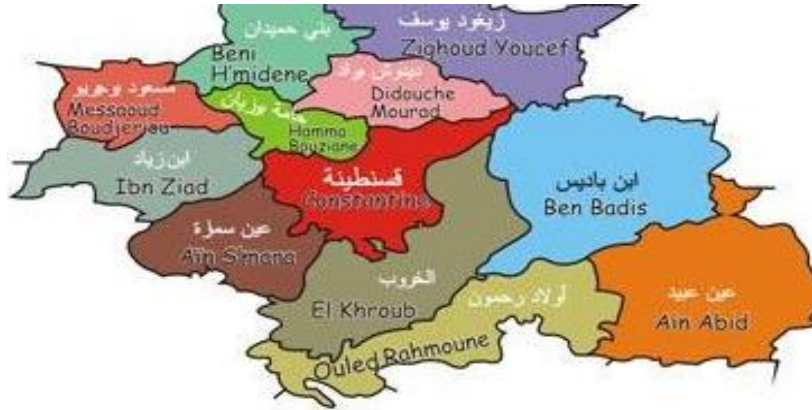 بني حميدان
Beni
H'midene
زيغود يوسف
Zighoud Youcef
ديدوش مراد
Didouche
Mourad
مسعود بوجريو
Messaoud
Boudjeriou
حامة بوزيان
Hamma
Bouziane
ابن زياد
Ibn Ziad
قسنطينة
Constantine
ابن باديس
Ben Badis
عين سمارة
Aïn Smara
الخروب
El Khroub
أولاد رحمون
Ouled Rahmoune
عين عبيد
Ain Abid